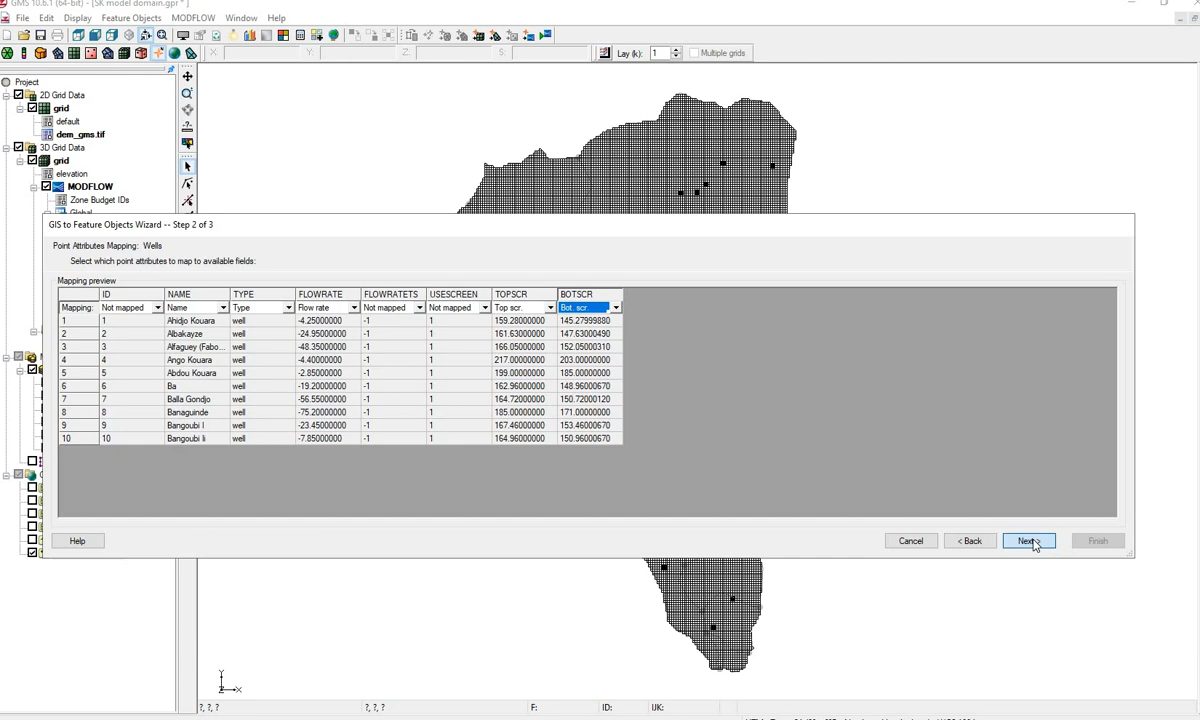 GMS 10.6.1 (64-bit) - [SK model domain.gpr *]
File Edit Display Feature Objects MODFLOW Window Help
X: Y: Z: S: Lay (k): 1 Multiple grids
Project
2D Grid Data
grid
default
dem_gms.tif
3D Grid Data
grid
elevation
MODFLOW
Zone Budget IDs
Global
GIS to Feature Objects Wizard -- Step 2 of 3
Point Attributes Mapping: Wells
Select which point attributes to map to available fields:
Mapping preview
ID NAME TYPE FLOWRATE FLOWRATETS USESCREEN TOPSCR BOTSCR
Mapping: Not mapped Name Type Flow rate Not mapped Not mapped Top scr. Bot. scr.
1 1 Ahidjo Kouara well -4.25000000 -1 1 159.28000000 145.27999880
2 2 Albakayze well -24.95000000 -1 1 161.63000000 147.63000490
3 3 Alfaguey (Fabo... well -48.35000000 -1 1 166.05000000 152.05000310
4 4 Ango Kouara well -4.40000000 -1 1 217.00000000 203.00000000
5 5 Abdou Kouara well -2.85000000 -1 1 199.00000000 185.00000000
6 6 Ba well -19.20000000 -1 1 162.96000000 148.96000670
7 7 Balla Gondjo well -56.55000000 -1 1 164.72000000 150.72000120
8 8 Banaguinde well -75.20000000 -1 1 185.00000000 171.00000000
9 9 Bangoubi I well -23.45000000 -1 1 167.46000000 153.46000670
10 10 Bangoubi Ii well -7.85000000 -1 1 164.96000000 150.96000670
Help Cancel < Back Next > Finish
Y
Z X
?, ?, ? ?, ?, ? F: ID: IJK: